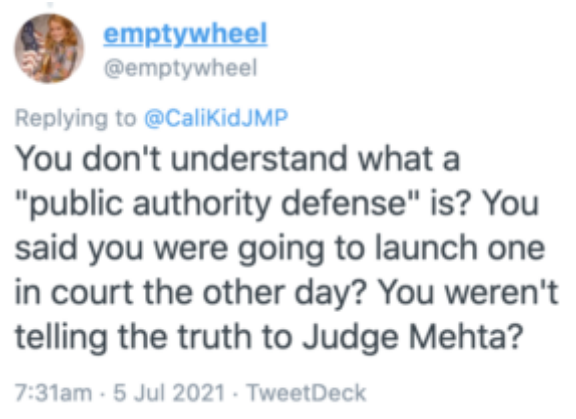 emptywheel
@emptywheel
Replying to @CaliKidJMP
You don't understand what a
"public authority defense" is? You
said you were going to launch one
in court the other day? You weren't
telling the truth to Judge Mehta?
7:31am · 5 Jul 2021 · TweetDeck